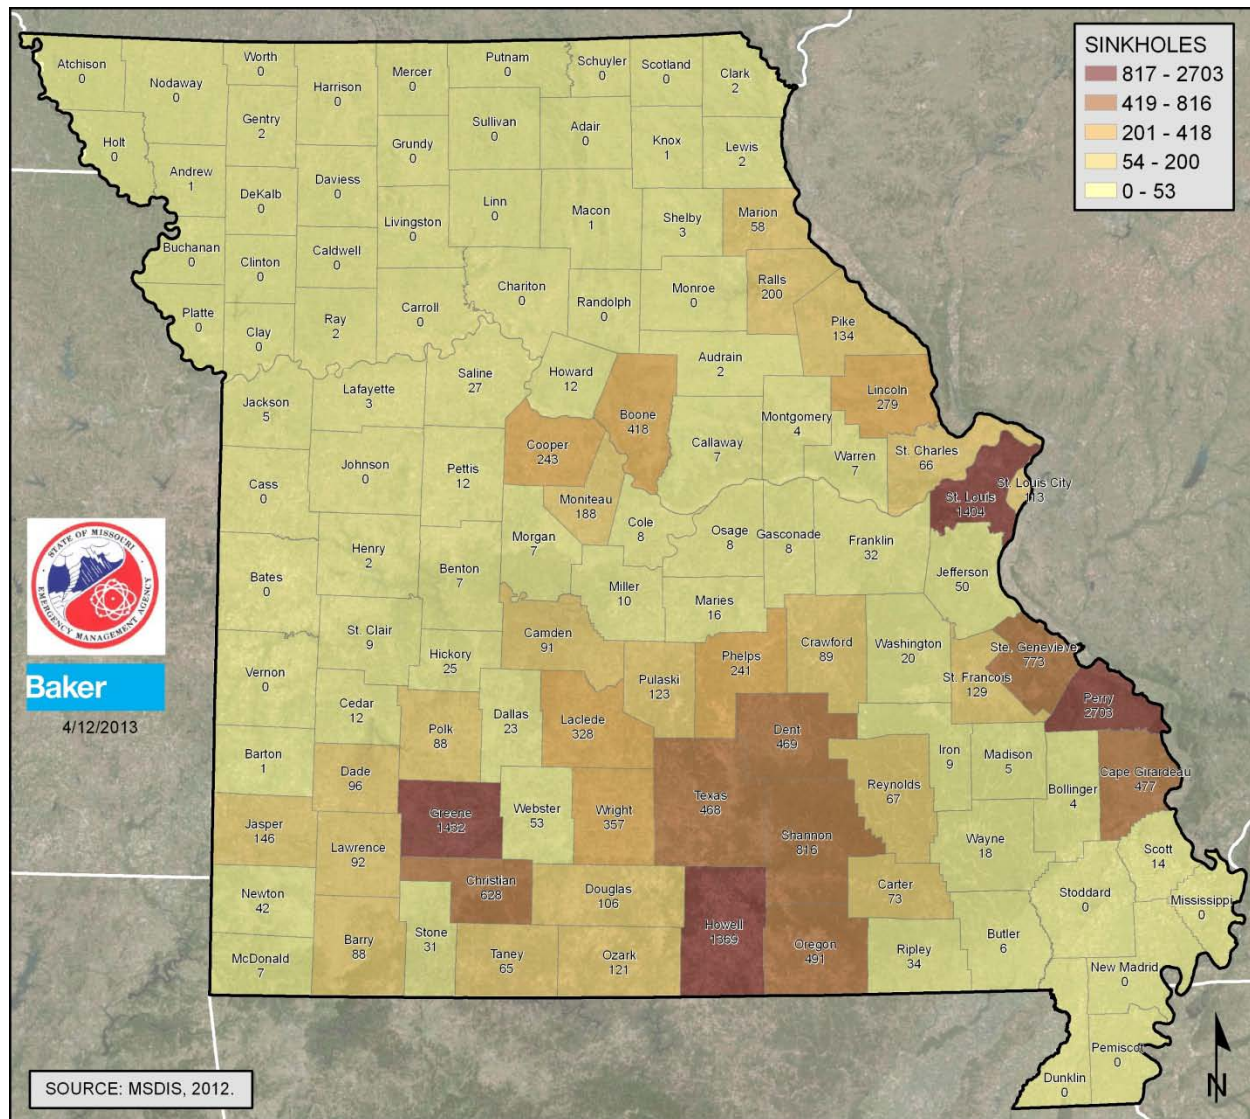 SINKHOLES
817 - 2703
419 - 816
201 - 418
54 - 200
0 - 53
Atchison
0
Nodaway
0
Worth
0
Harrison
0
Mercer
0
Putnam
0
Schuyler
0
Scotland
0
Clark
2
Holt
0
Gentry
2
Sullivan
0
Adair
0
Knox
1
Lewis
2
Andrew
1
DeKalb
0
Daviess
0
Grundy
0
Linn
0
Macon
1
Shelby
3
Marion
58
Livingston
0
Buchanan
0
Clinton
0
Caldwell
0
Chariton
0
Randolph
0
Monroe
0
Ralls
200
Platte
0
Clay
0
Ray
2
Carroll
0
Pike
134
Audrain
2
Jackson
5
Lafayette
3
Saline
27
Howard
12
Boone
418
Lincoln
279
Cooper
243
Callaway
7
Montgomery
4
Warren
7
St. Charles
66
St. Louis City
113
St. Louis
1404
Cass
0
Johnson
0
Pettis
12
Moniteau
188
Cole
8
Osage
8
Gasconade
8
Franklin
32
Jefferson
50
Morgan
7
Henry
2
Benton
7
Miller
10
Maries
16
Bates
0
STATE OF MISSOURI
EMERGENCY MANAGEMENT AGENCY
Baker
4/12/2013
St. Clair
9
Hickory
25
Camden
91
Pulaski
123
Phelps
241
Crawford
89
Washington
20
St. Francois
129
Ste. Genevieve
773
Perry
2703
Vernon
0
Cedar
12
Polk
88
Dallas
23
Laclede
328
Dent
469
Iron
9
Madison
5
Bollinger
4
Cape Girardeau
477
Barton
1
Dade
96
Greene
1432
Webster
53
Wright
357
Texas
468
Shannon
816
Reynolds
67
Wayne
18
Jasper
146
Lawrence
92
Christian
628
Douglas
106
Howell
1369
Carter
73
Scott
14
Stoddard
0
Mississippi
0
Newton
42
McDonald
7
Barry
88
Stone
31
Taney
65
Ozark
121
Oregon
491
Ripley
34
Butler
6
New Madrid
0
Pemiscot
0
Dunklin
0
SOURCE: MSDIS, 2012.
N